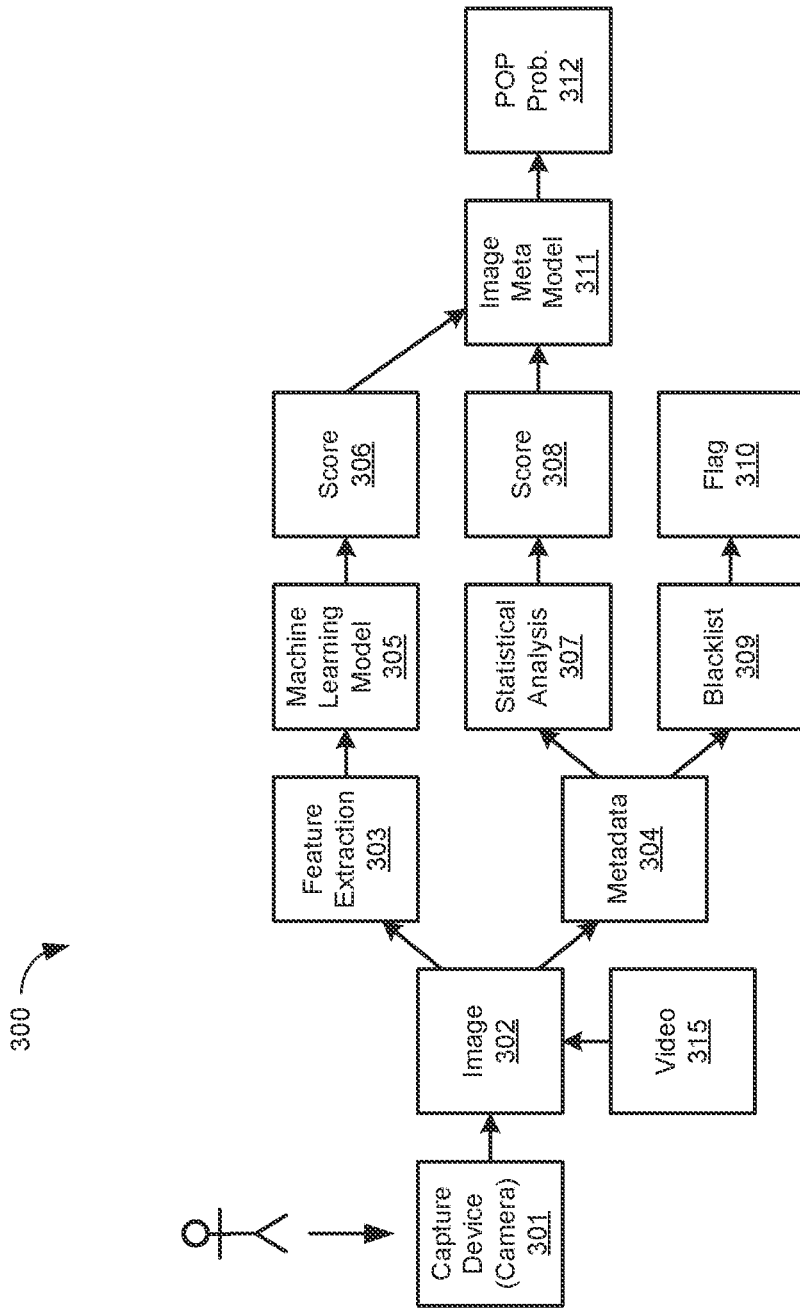 300
Capture
Device
(Camera)
301
Image
302
Video
315
Feature
Extraction
303
Metadata
304
Machine
Learning
Model
305
Statistical
Analysis
307
Blacklist
309
Score
306
Score
308
Flag
310
Image
Meta
Model
311
POP
Prob.
312